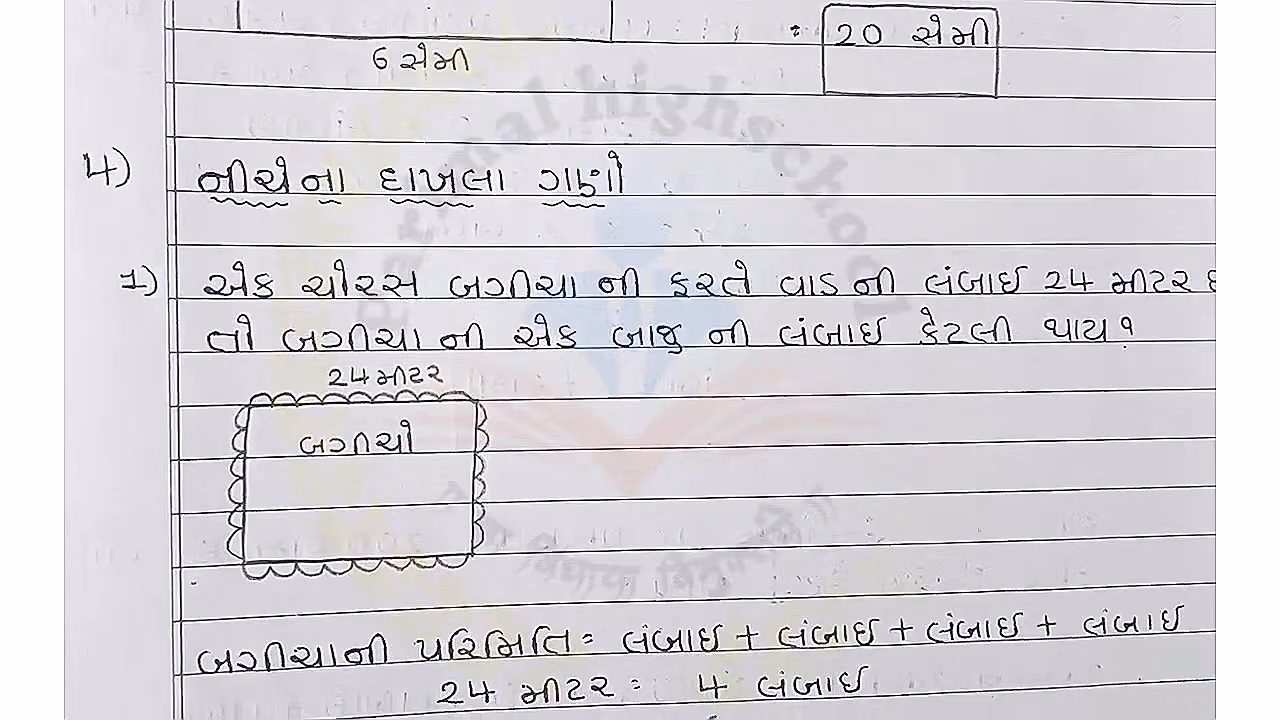 6 સેમી
= 20 સેમી
4) નીચેના દાખલા ગણો
1) એક ચોરસ બગીચા ની ફરતે વાડ ની લંબાઈ 24 મીટર છ
તો બગીચા ની એક બાજુ ની લંબાઈ કેટલી થાય ?
24 મીટર
બગીચો
બગીચાની પરિમિતિ = લંબાઈ + લંબાઈ + લંબાઈ + લંબાઈ
24 મીટર = 4 લંબાઈ
highschool